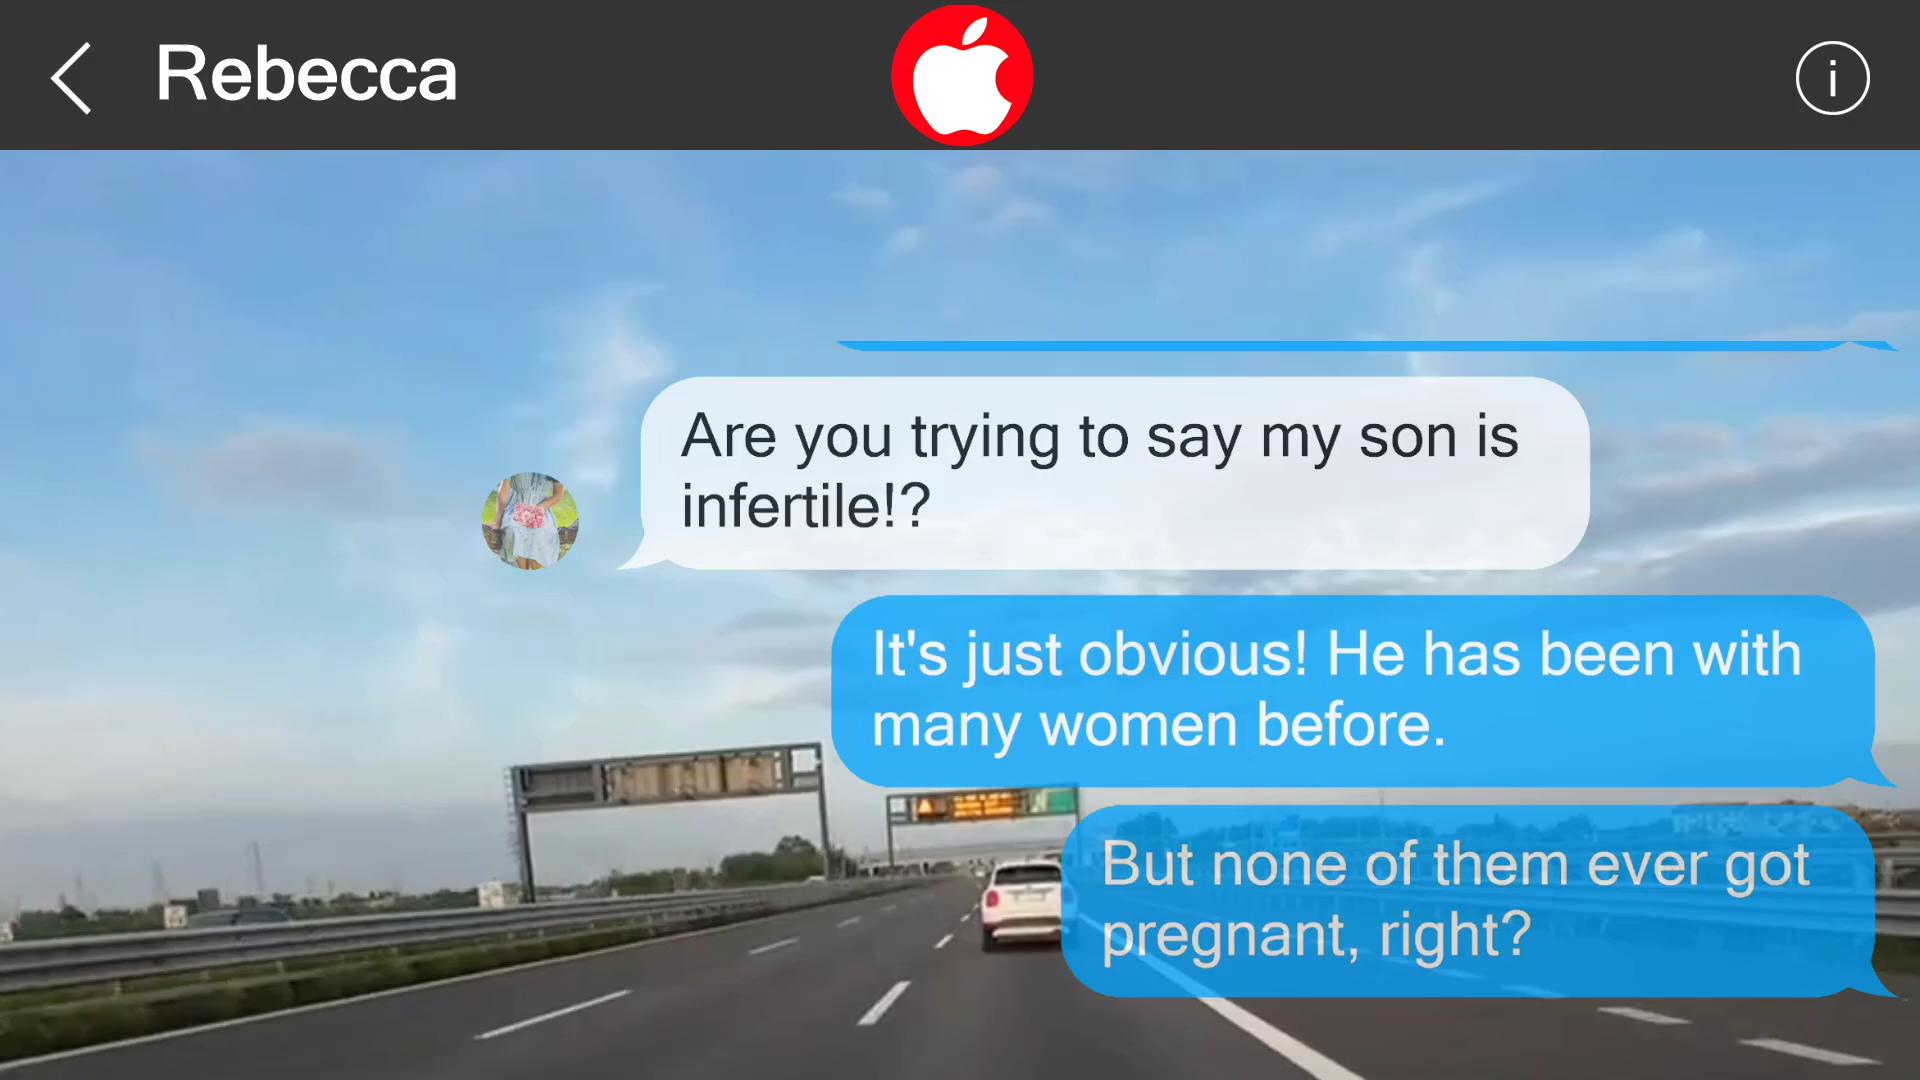 Rebecca
i
Are you trying to say my son is
infertile!?
It's just obvious! He has been with
many women before.
But none of them ever got
pregnant, right?